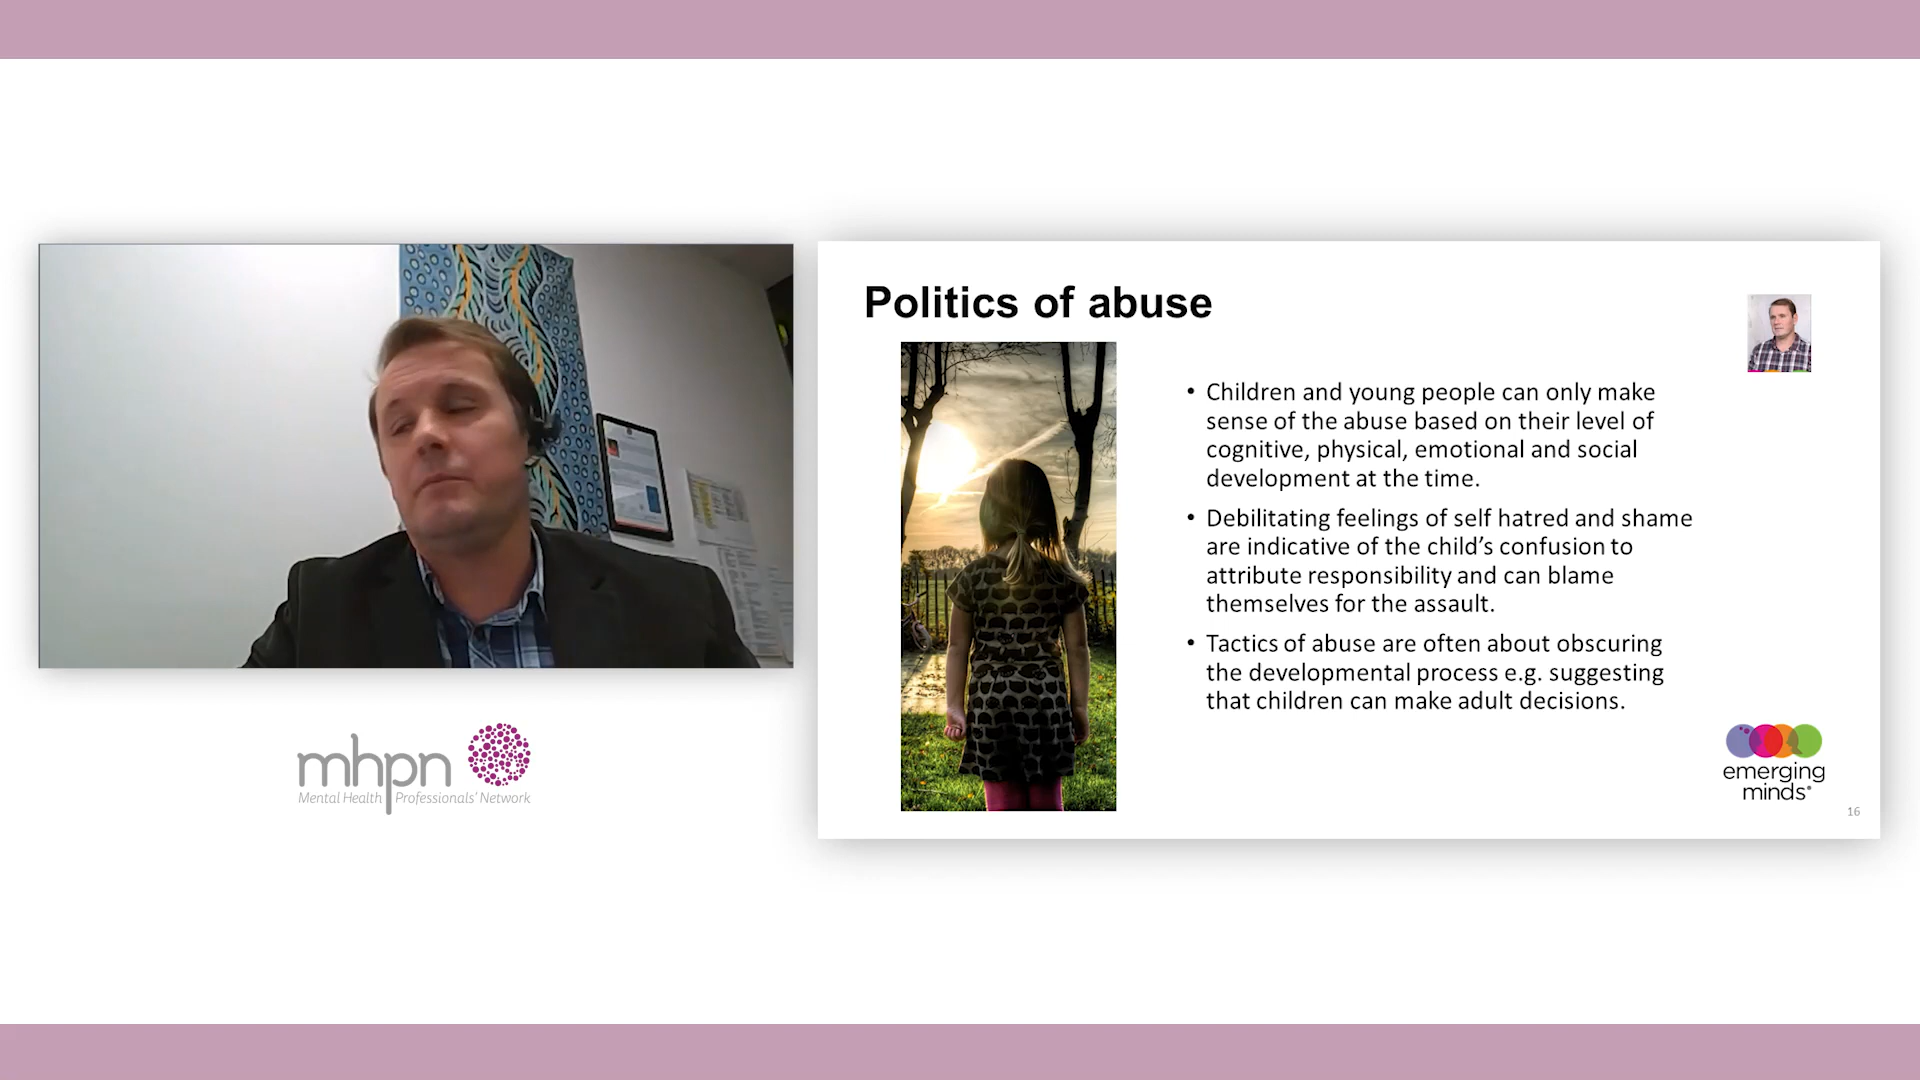 Politics of abuse
• Children and young people can only make
sense of the abuse based on their level of
cognitive, physical, emotional and social
development at the time.
• Debilitating feelings of self hatred and shame
are indicative of the child’s confusion to
attribute responsibility and can blame
themselves for the assault.
• Tactics of abuse are often about obscuring
the developmental process e.g. suggesting
that children can make adult decisions.
mhpn
Mental Health Professionals’ Network
emerging
minds®
16